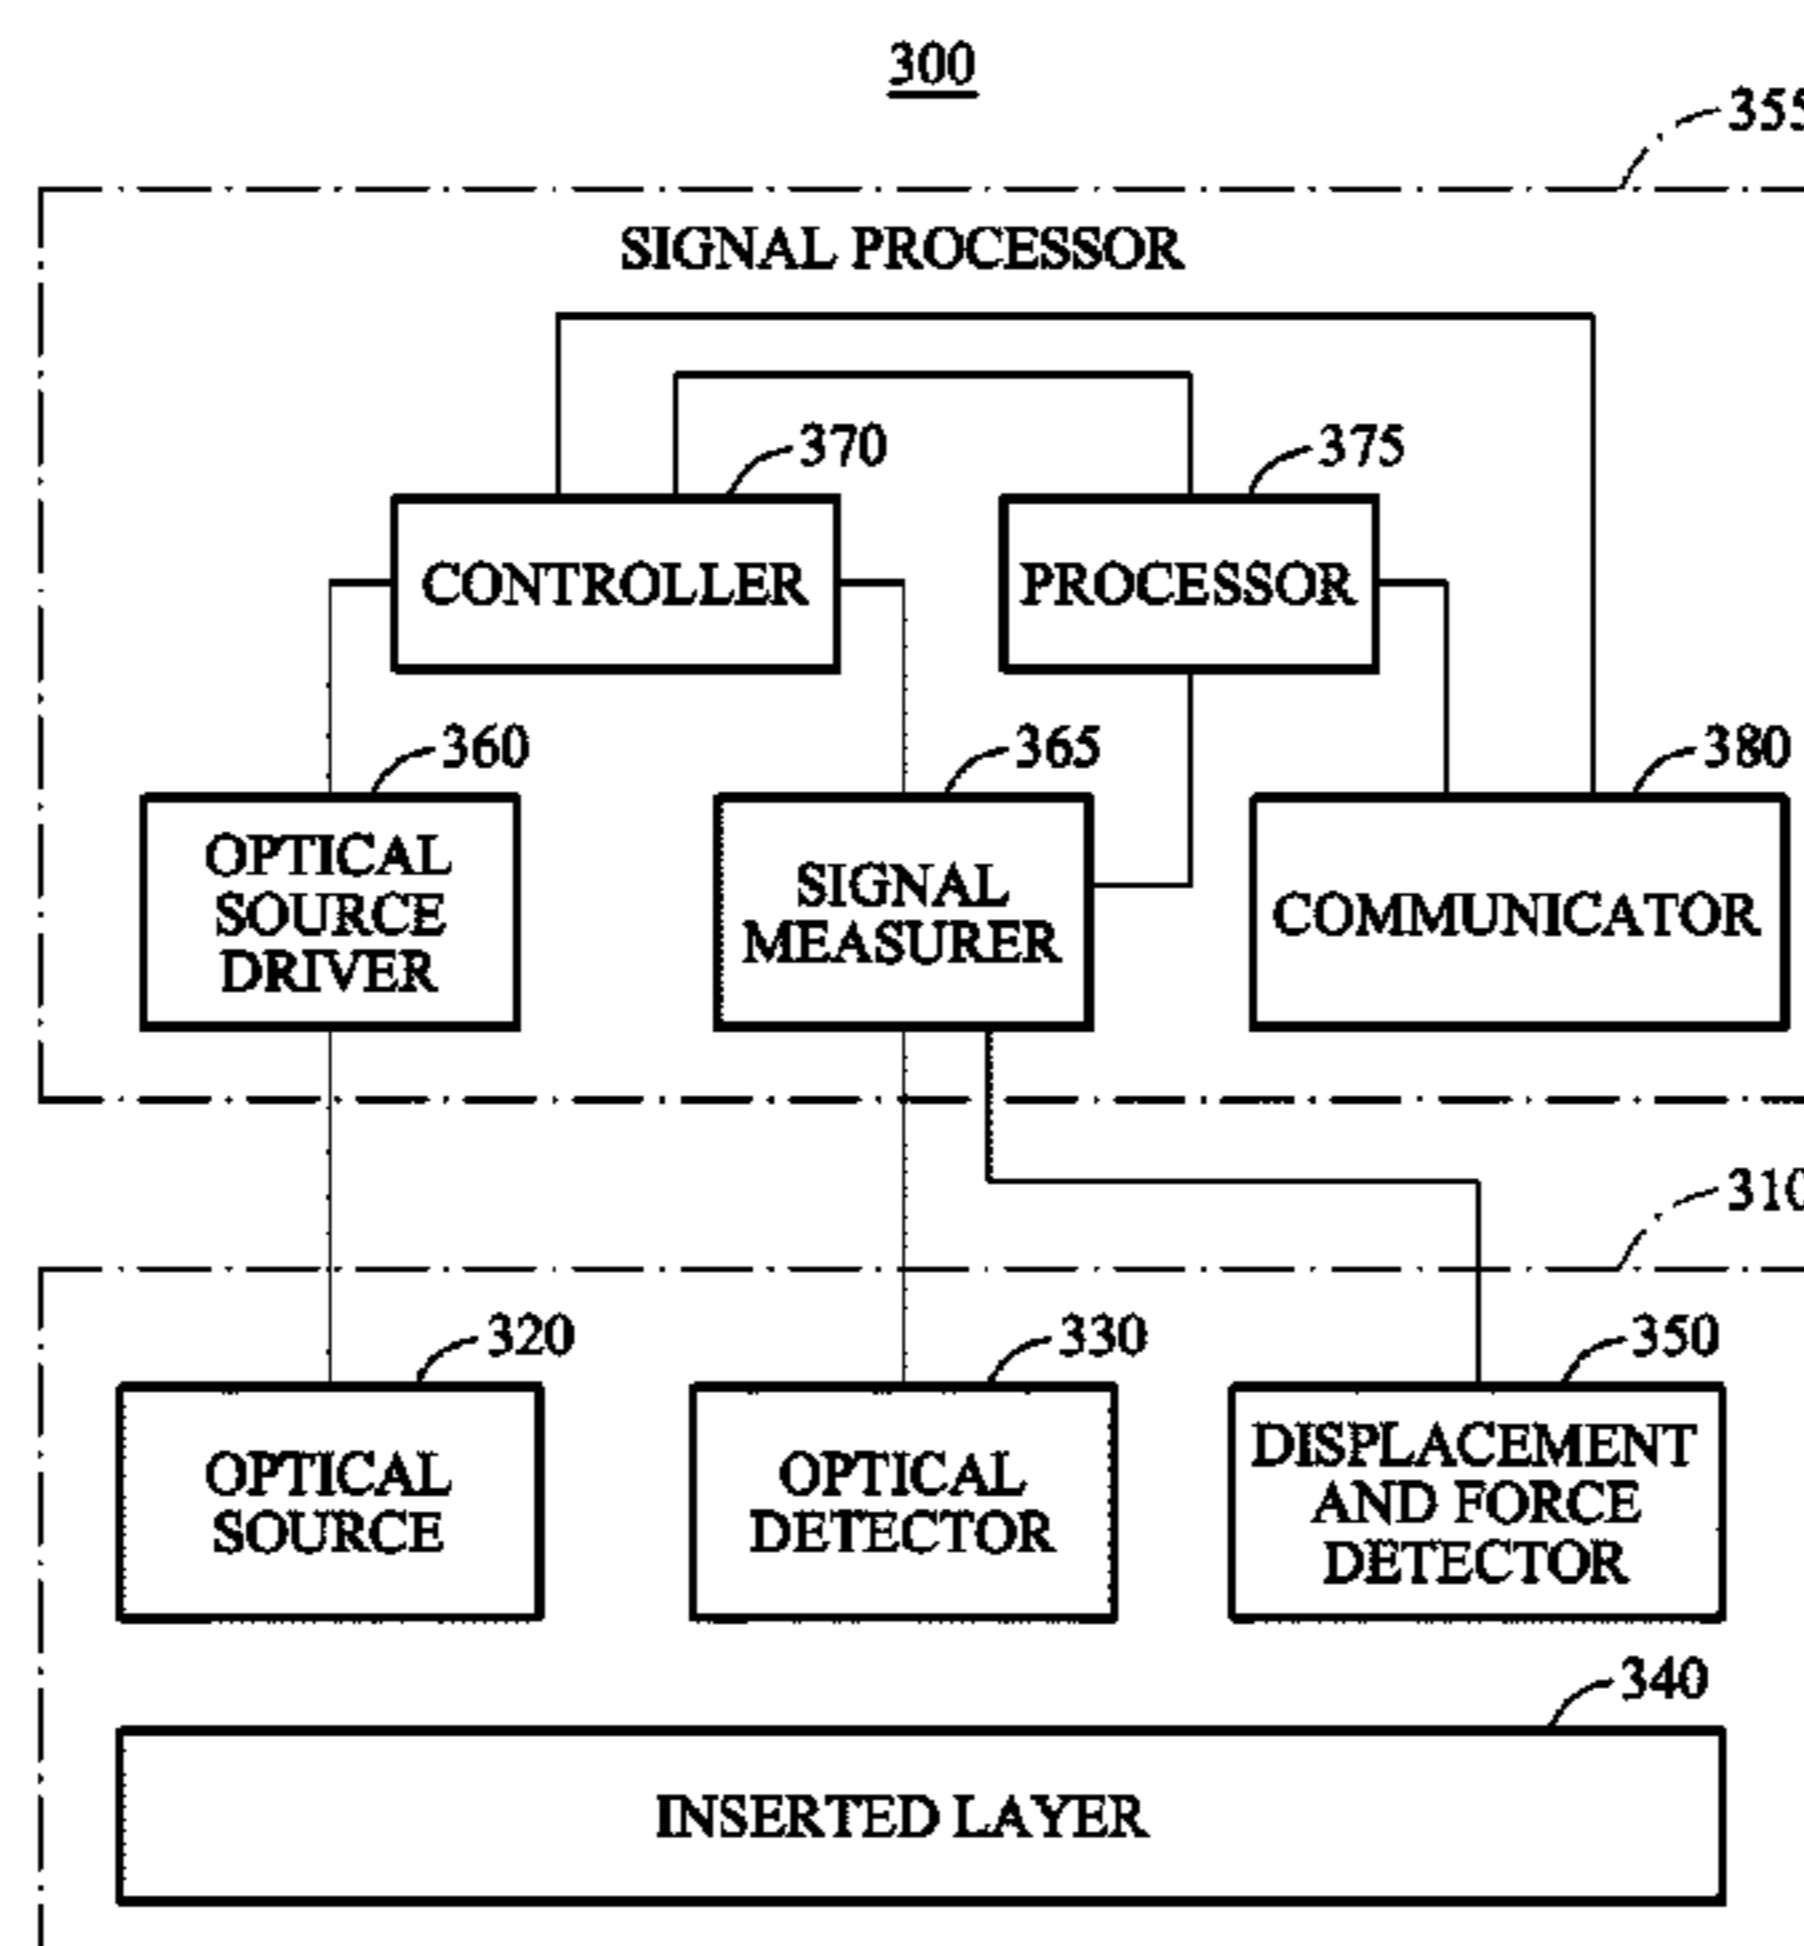 300
355
SIGNAL PROCESSOR
370
375
CONTROLLER
PROCESSOR
360
365
380
OPTICAL
SOURCE
DRIVER
SIGNAL
MEASURER
COMMUNICATOR
310
320
330
350
OPTICAL
SOURCE
OPTICAL
DETECTOR
DISPLACEMENT
AND FORCE
DETECTOR
340
INSERTED LAYER